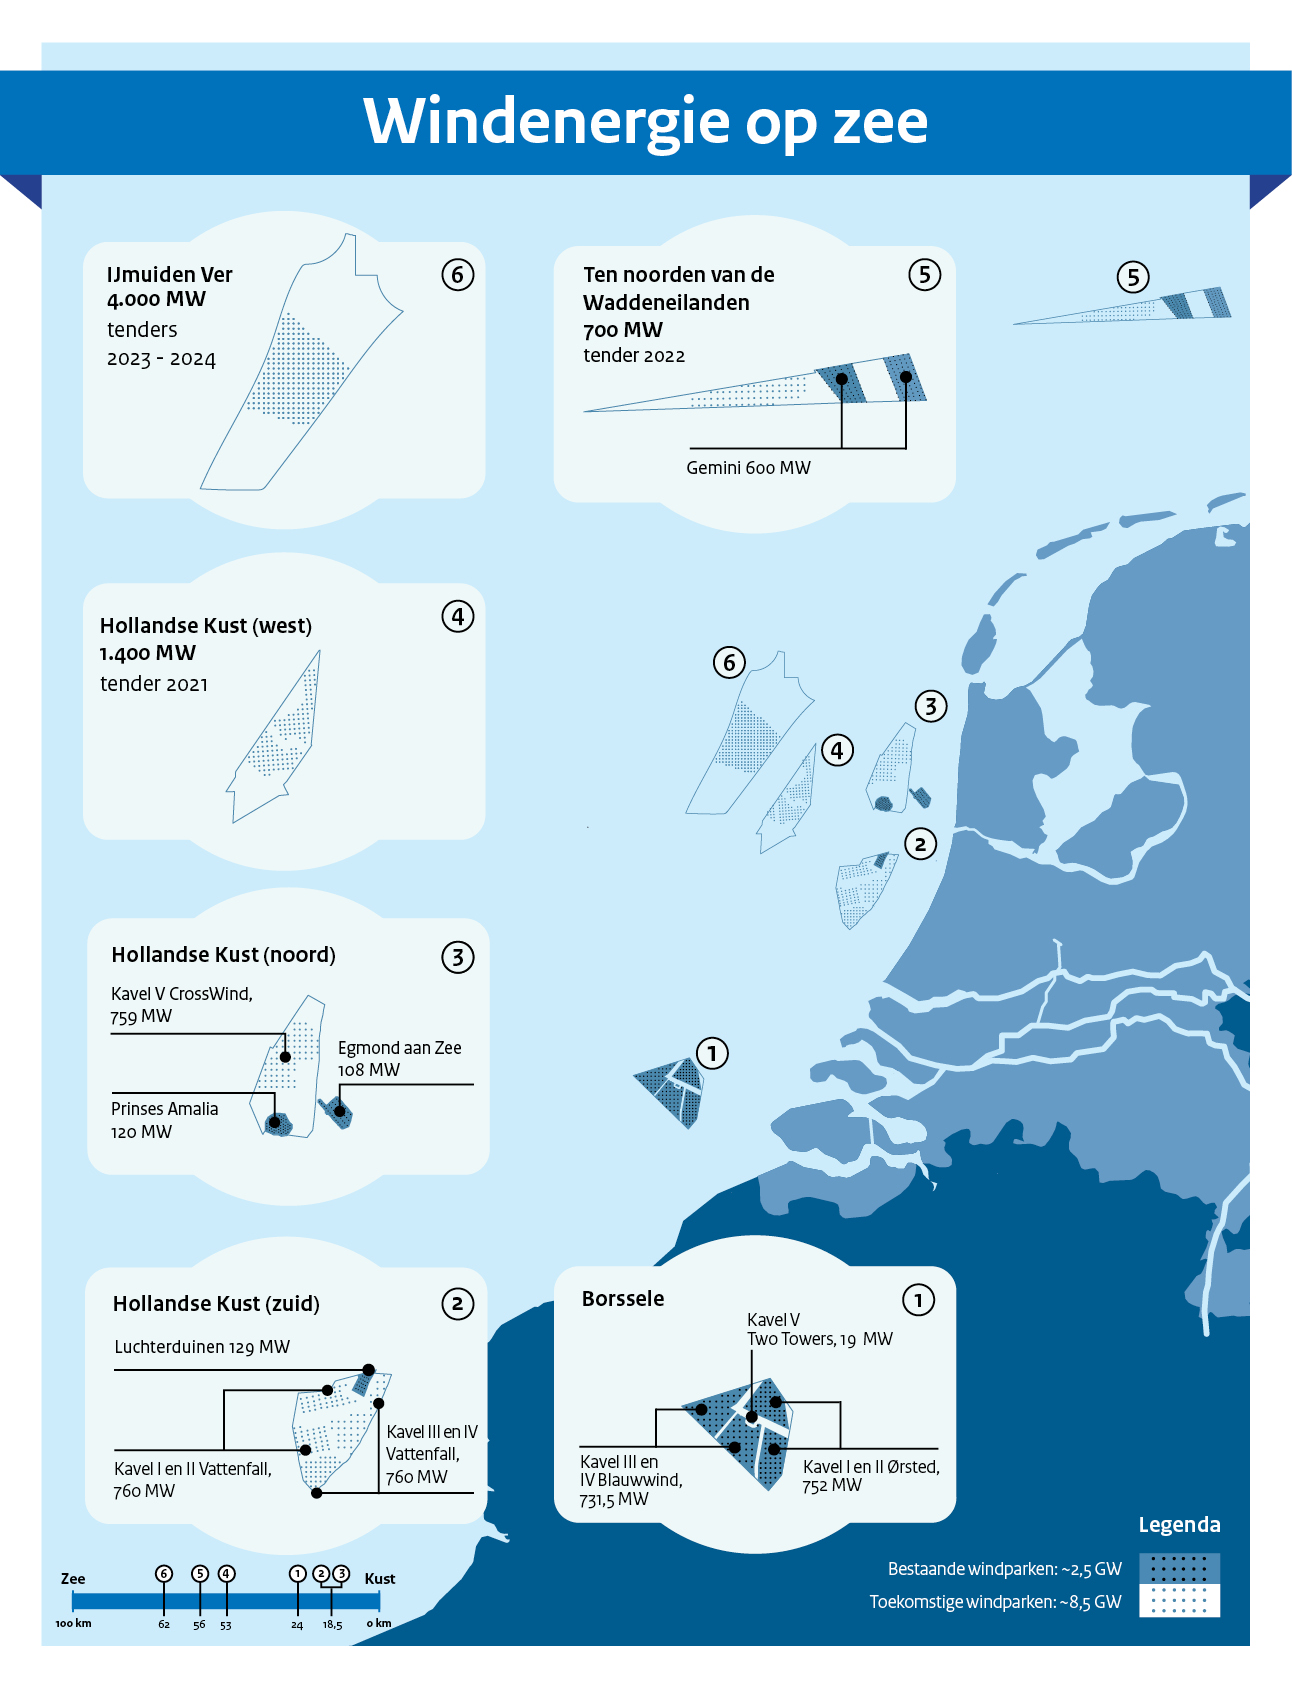 Windenergie op zee
IJmuiden Ver
4.000 MW
tenders
2023 - 2024
6
Ten noorden van de
Waddeneilanden
700 MW
tender 2022
5
Gemini 600 MW
5
Hollandse Kust (west)
1.400 MW
tender 2021
4
6
3
4
2
1
Hollandse Kust (noord)
3
Kavel V CrossWind,
759 MW
Egmond aan Zee
108 MW
Prinses Amalia
120 MW
Hollandse Kust (zuid)
2
Luchterduinen 129 MW
Kavel III en IV
Vattenfall,
760 MW
Kavel I en II Vattenfall,
760 MW
Borssele
1
Kavel V
Two Towers, 19 MW
Kavel III en
IV Blauwwind,
731,5 MW
Kavel I en II Ørsted,
752 MW
Legenda
Bestaande windparken: ~2,5 GW
Toekomstige windparken: ~8,5 GW
Zee
6
5
4
1
2
3
Kust
100 km
62
56
53
24
18,5
0 km